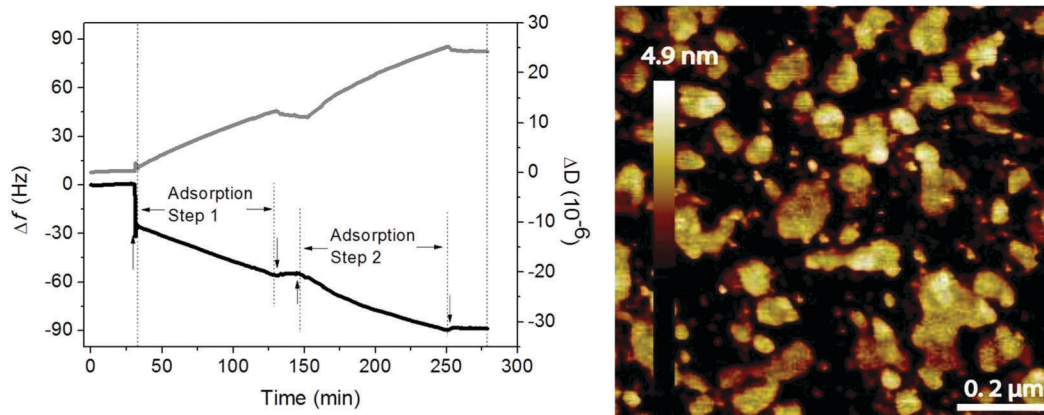 90
60
30
0
-30
-60
-90
Δf (Hz)
30
20
10
0
-10
-20
-30
ΔD (10⁻⁶)
Adsorption
Step 1
Adsorption
Step 2
0 50 100 150 200 250 300
Time (min)
4.9 nm
0.2 μm